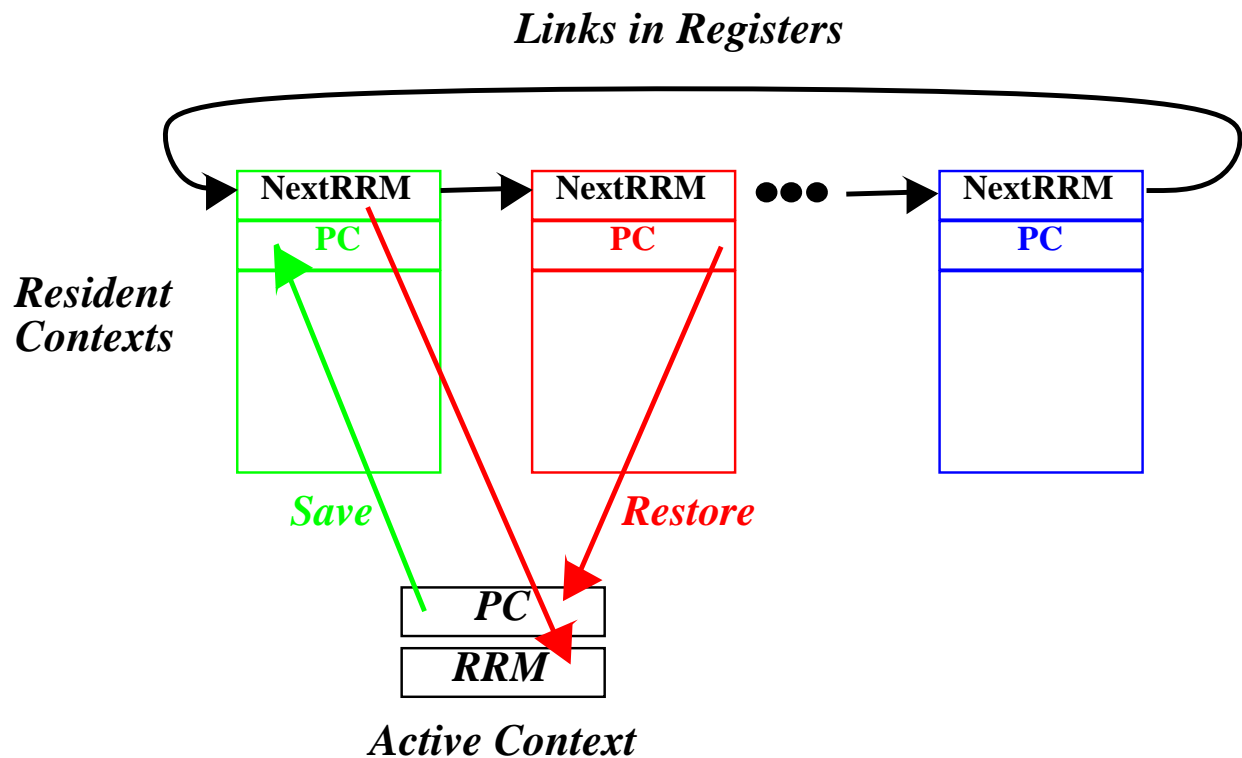 Links in Registers
NextRRM NextRRM NextRRM
PC PC PC
Resident
Contexts
Save Restore
PC
RRM
Active Context